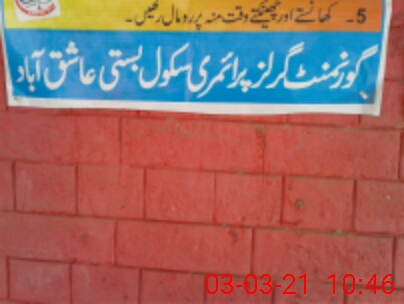 5۔ کھانستے اور چھینکتے وقت منہ پر رومال رکھیں۔
گورنمنٹ گرلز پرائمری سکول بستی عاشق آباد
03-03-21 10:46